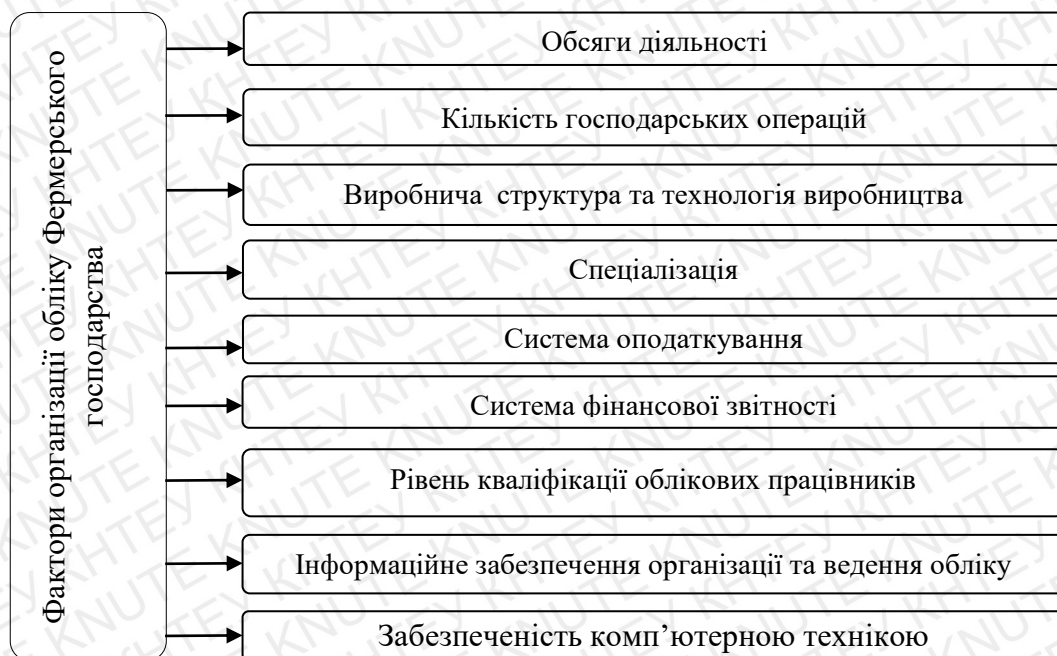 Фактори організації обліку Фермерського
господарства
Обсяги діяльності
Кількість господарських операцій
Виробнича структура та технологія виробництва
Спеціалізація
Система оподаткування
Система фінансової звітності
Рівень кваліфікації облікових працівників
Інформаційне забезпечення організації та ведення обліку
Забезпеченість комп’ютерною технікою